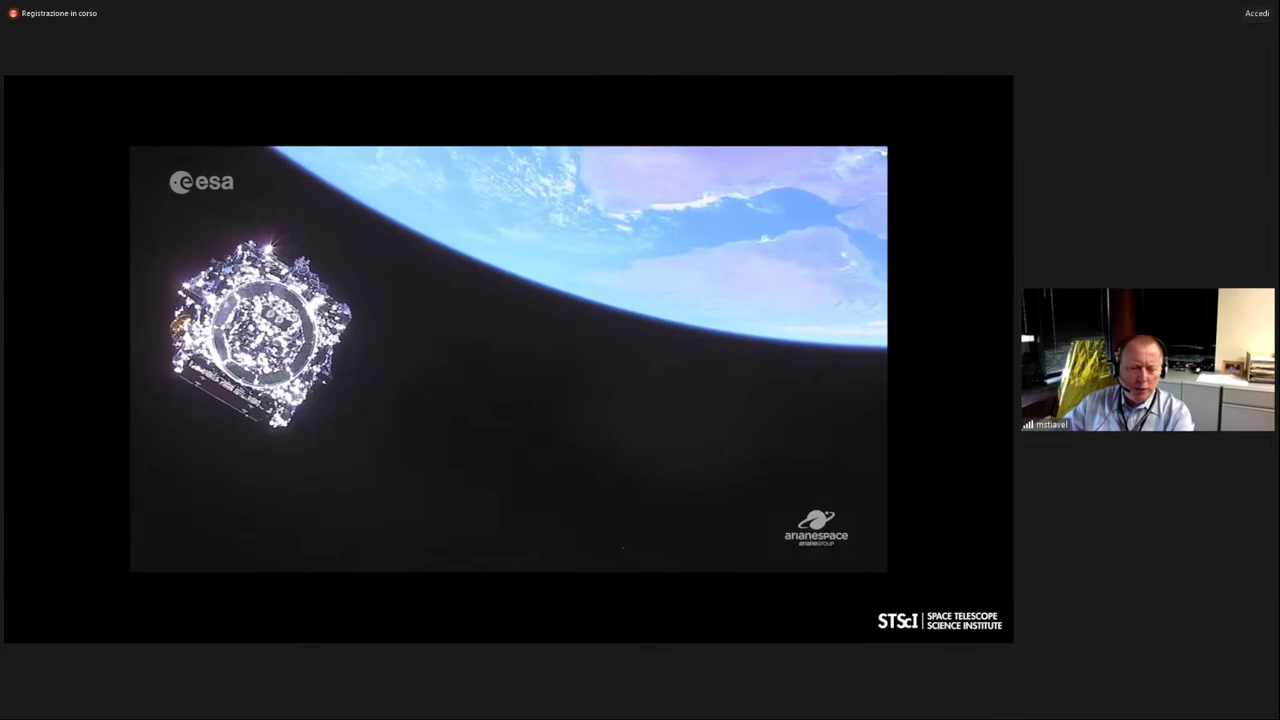 Registrazione in corso
Accedi
esa
arianespace
arianeGROUP
mstiavel
STScI | SPACE TELESCOPE
SCIENCE INSTITUTE